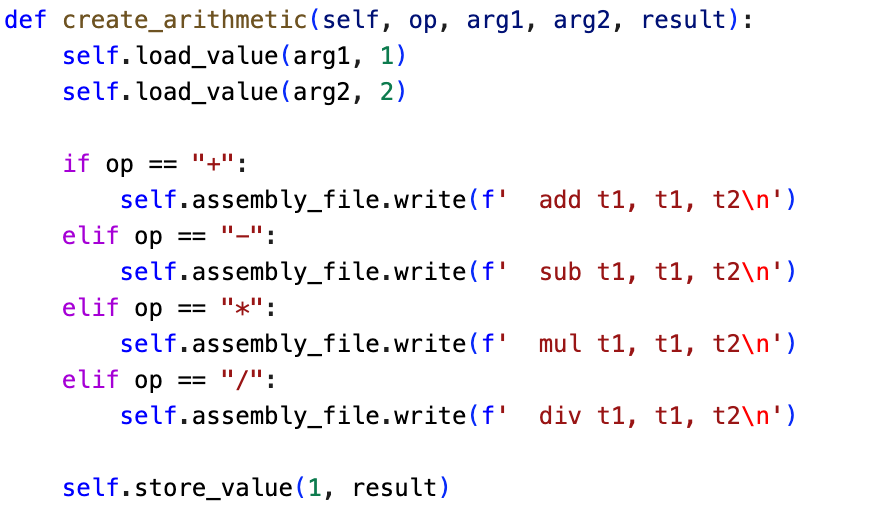 def create_arithmetic(self, op, arg1, arg2, result):
    self.load_value(arg1, 1)
    self.load_value(arg2, 2)

    if op == "+":
        self.assembly_file.write(f'  add t1, t1, t2\n')
    elif op == "-":
        self.assembly_file.write(f'  sub t1, t1, t2\n')
    elif op == "*":
        self.assembly_file.write(f'  mul t1, t1, t2\n')
    elif op == "/":
        self.assembly_file.write(f'  div t1, t1, t2\n')

    self.store_value(1, result)